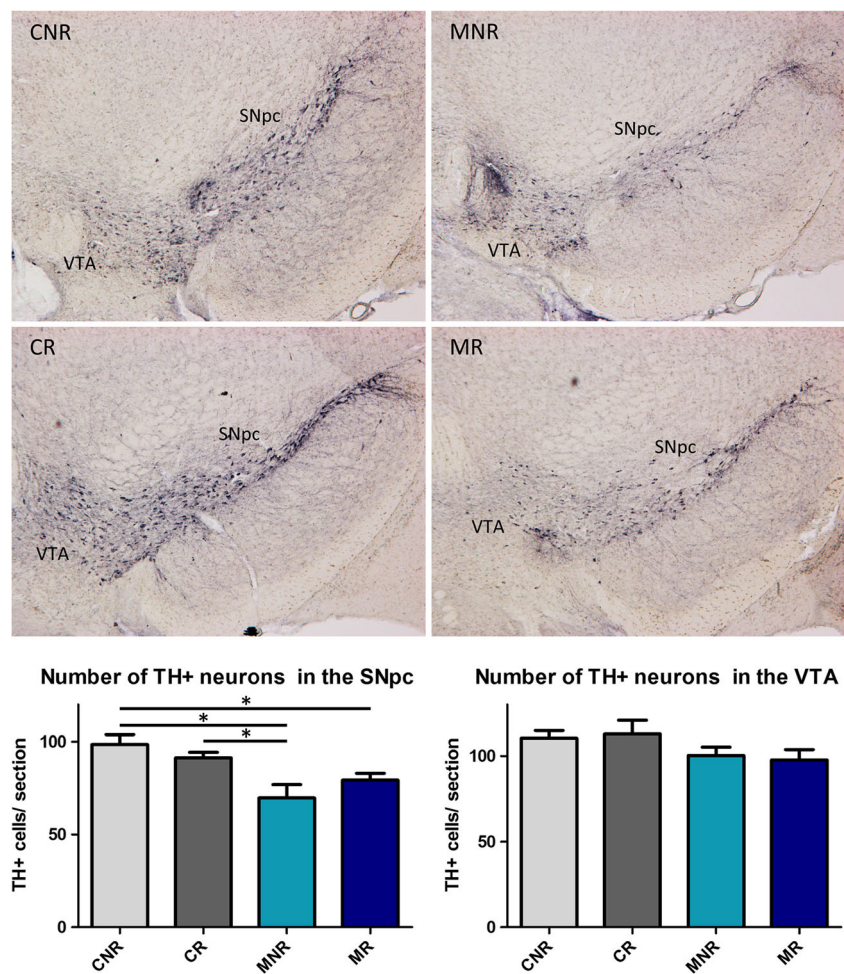 CNR
SNpc
VTA
MNR
SNpc
VTA
CR
SNpc
VTA
MR
SNpc
VTA
Number of TH+ neurons in the SNpc
*
*
*
TH+ cells/ section
100
50
0
CNR
CR
MNR
MR
Number of TH+ neurons in the VTA
TH+ cells/ section
100
50
0
CNR
CR
MNR
MR